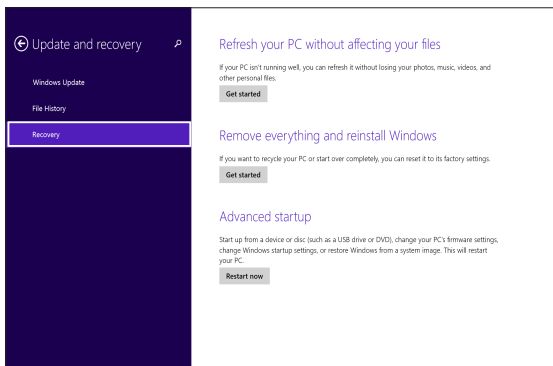 Update and recovery
Windows Update
File History
Recovery
Refresh your PC without affecting your files
If your PC isn't running well, you can refresh it without losing your photos, music, videos, and
other personal files.
Get started
Remove everything and reinstall Windows
If you want to recycle your PC or start over completely, you can reset it to its factory settings.
Get started
Advanced startup
Start up from a device or disc (such as a USB drive or DVD), change your PC's firmware settings,
change Windows startup settings, or restore Windows from a system image. This will restart
your PC.
Restart now